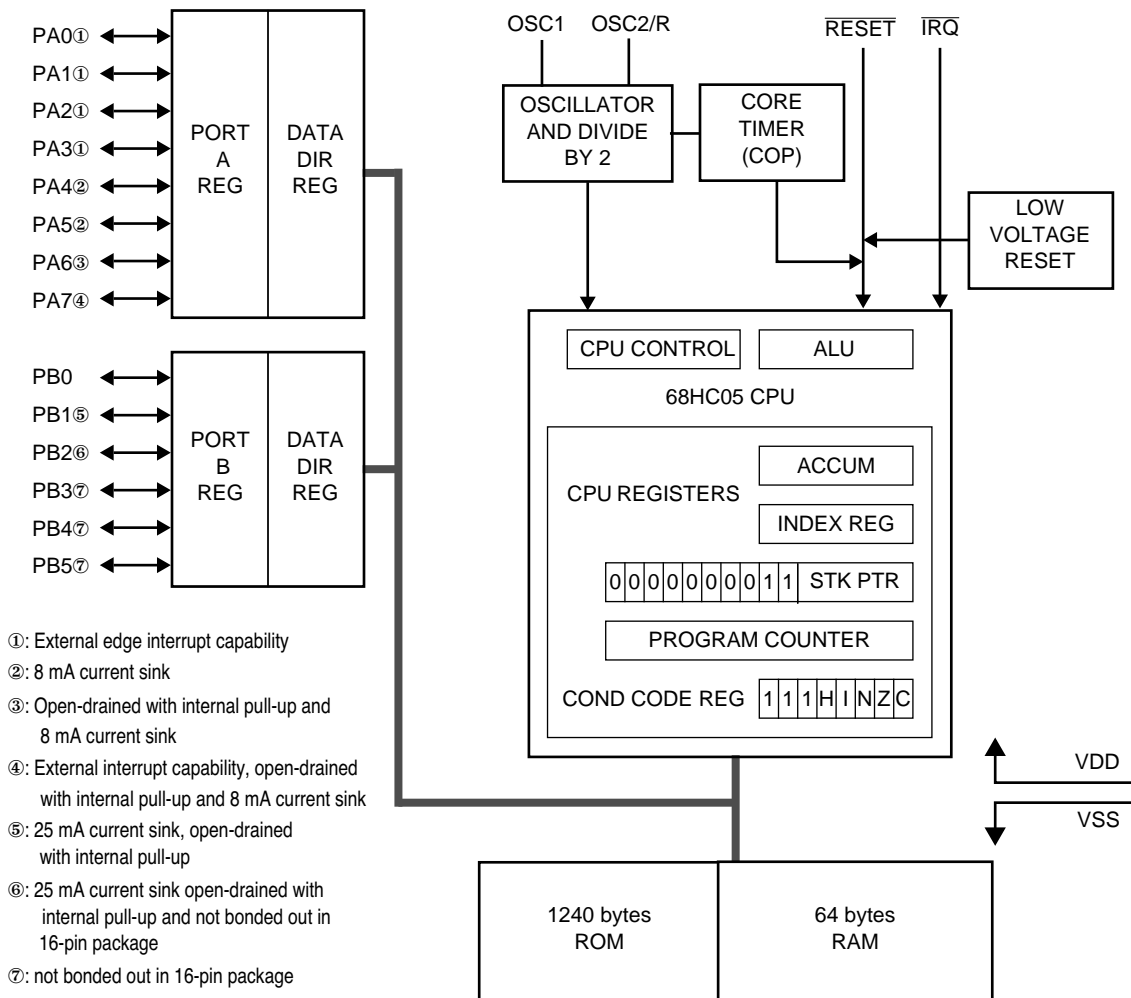 PA0①
PA1①
PA2①
PA3①
PA4②
PA5②
PA6③
PA7④
PORT
A
REG
DATA
DIR
REG
PB0
PB1⑤
PB2⑥
PB3⑦
PB4⑦
PB5⑦
PORT
B
REG
DATA
DIR
REG
①: External edge interrupt capability
②: 8 mA current sink
③: Open-drained with internal pull-up and
8 mA current sink
④: External interrupt capability, open-drained
with internal pull-up and 8 mA current sink
⑤: 25 mA current sink, open-drained
with internal pull-up
⑥: 25 mA current sink open-drained with
internal pull-up and not bonded out in
16-pin package
⑦: not bonded out in 16-pin package
OSC1 OSC2/R
RESET IRQ
OSCILLATOR
AND DIVIDE
BY 2
CORE
TIMER
(COP)
LOW
VOLTAGE
RESET
CPU CONTROL
ALU
68HC05 CPU
ACCUM
CPU REGISTERS
INDEX REG
0 0 0 0 0 0 0 0 1 1 STK PTR
PROGRAM COUNTER
COND CODE REG 1 1 1 H I N Z C
VDD
VSS
1240 bytes
ROM
64 bytes
RAM